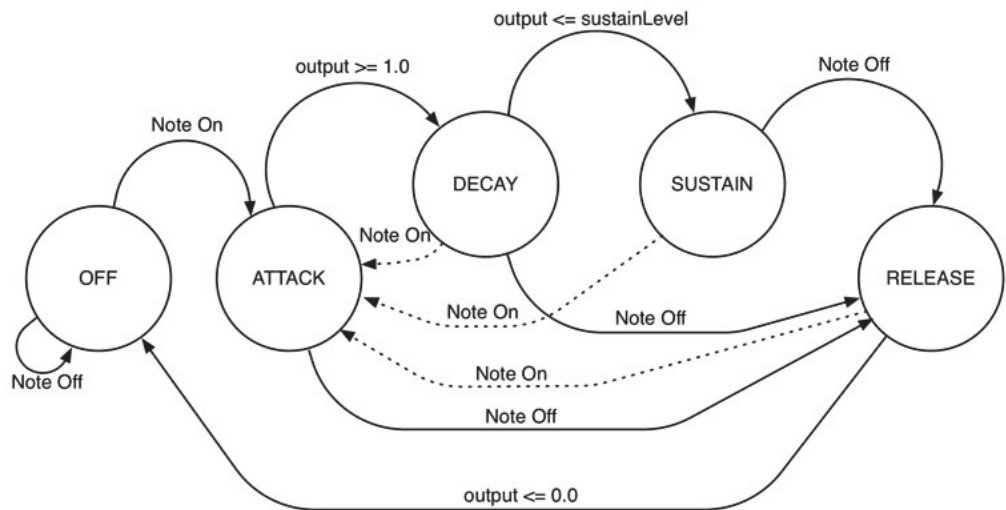 output <= sustainLevel
output >= 1.0
Note Off
Note On
DECAY
SUSTAIN
Note On
OFF
ATTACK
RELEASE
Note On
Note Off
Note Off
Note On
Note Off
output <= 0.0